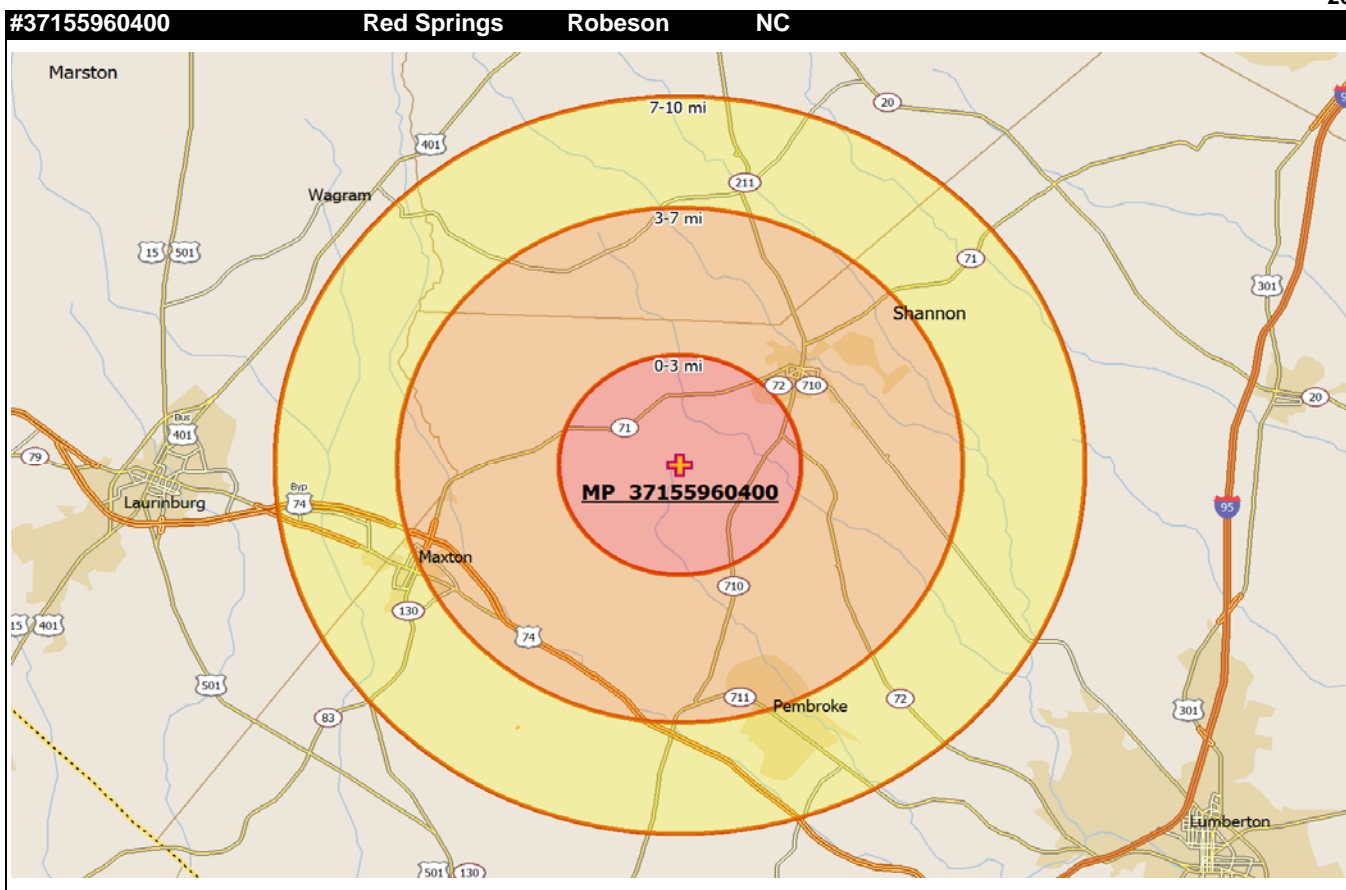 #37155960400 Red Springs Robeson NC
Marston
7-10 mi
20
401
211
Wagram
3-7 mi
15 501
71
301
Shannon
0-3 mi
72 710
20
Bus
401
71
79
MP 37155960400
Byp
74
Laurinburg
95
Maxton
710
130
15 401
74
501
711
Pembroke
72
301
83
Lumberton
501 130